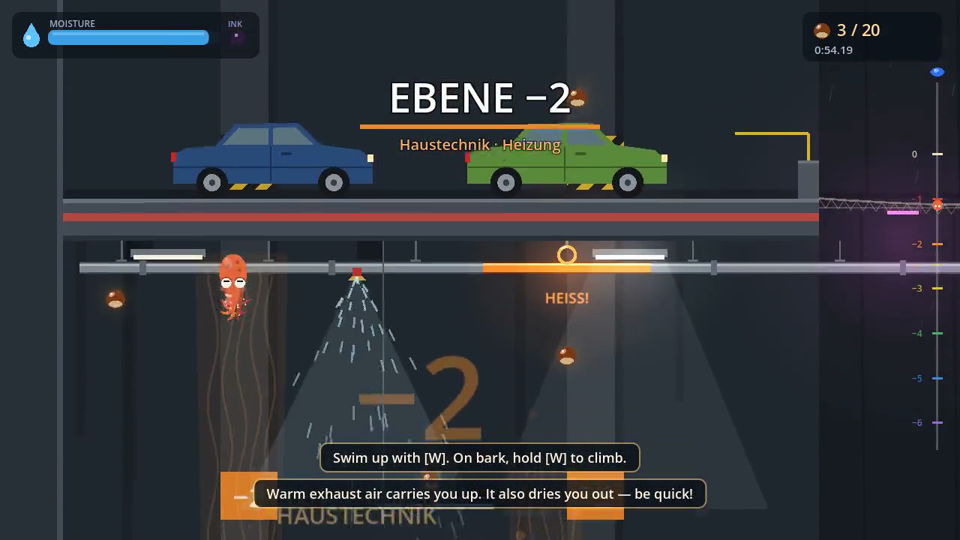 MOISTURE
INK
3 / 20
0:54.19
EBENE −2
Haustechnik · Heizung
0
−1
−2
−3
−4
−5
−6
HEISS!
−2
Swim up with [W]. On bark, hold [W] to climb.
Warm exhaust air carries you up. It also dries you out — be quick!
HAUSTECHNIK